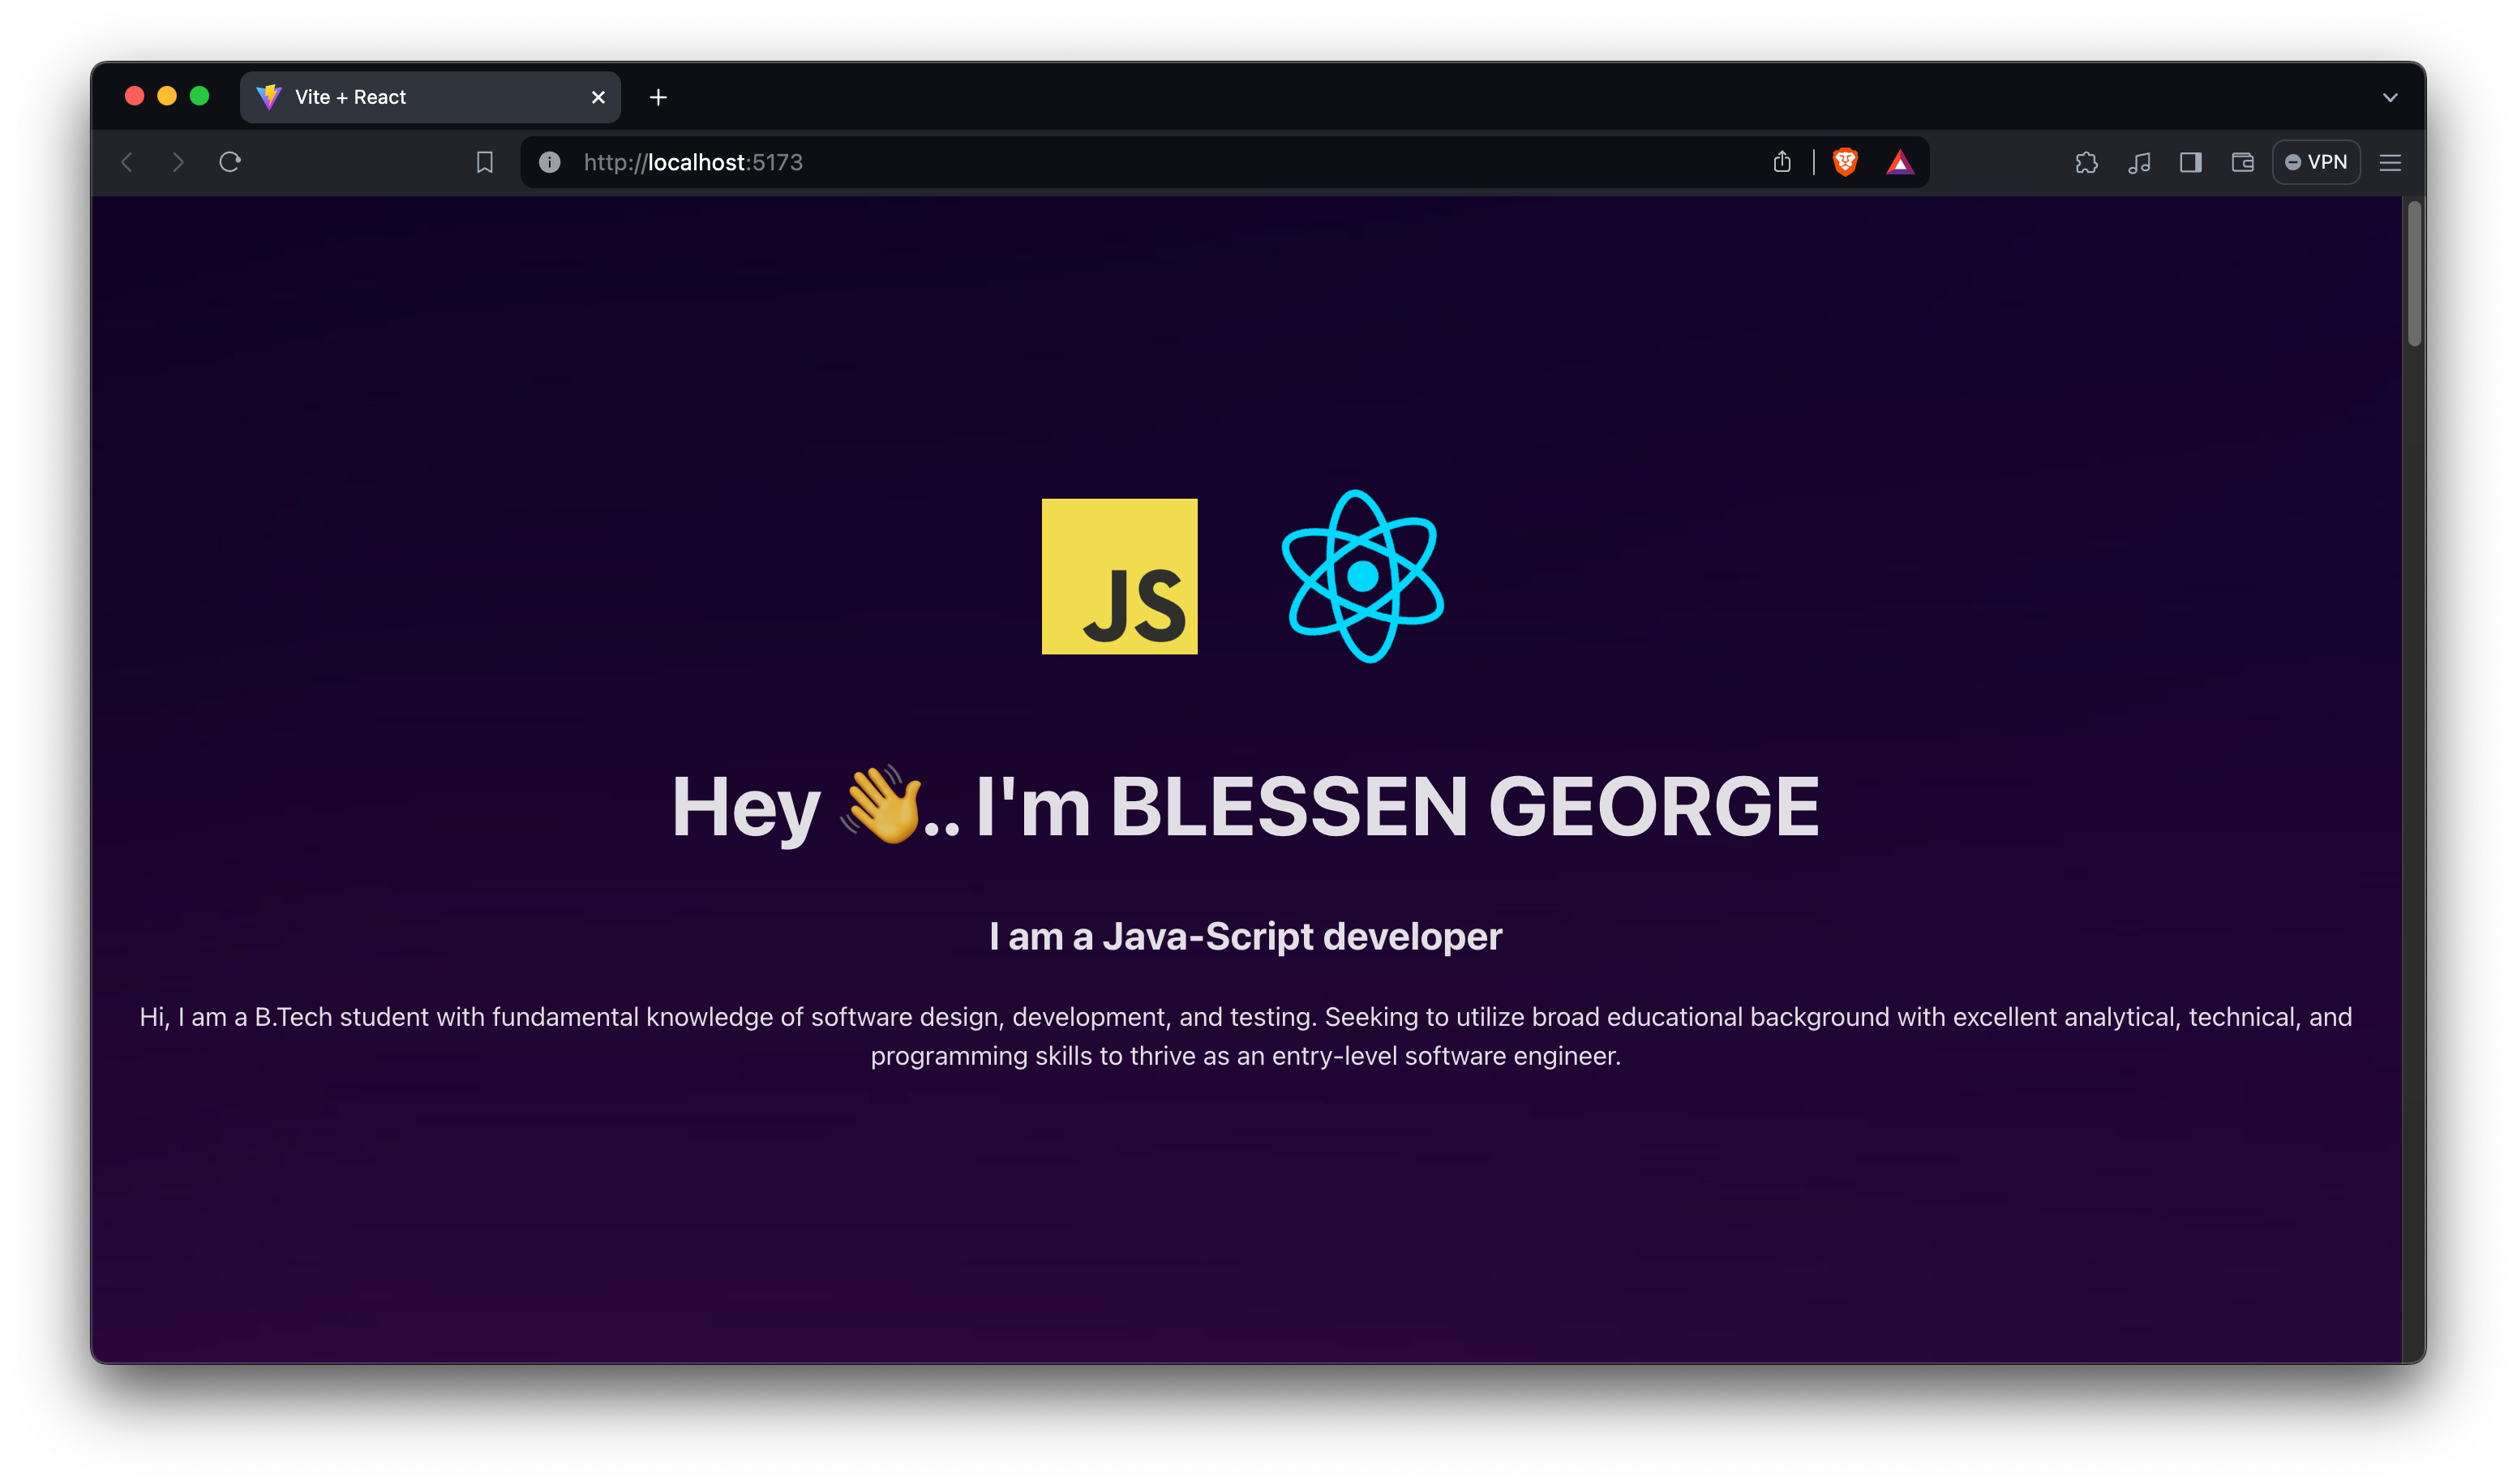 Vite + React
http://localhost:5173
VPN
JS
Hey 👋.. I'm BLESSEN GEORGE
I am a Java-Script developer
Hi, I am a B.Tech student with fundamental knowledge of software design, development, and testing. Seeking to utilize broad educational background with excellent analytical, technical, and
programming skills to thrive as an entry-level software engineer.